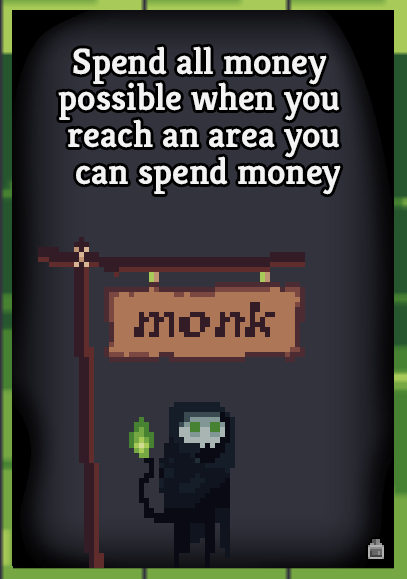 Spend all money
possible when you
reach an area you
can spend money
monk